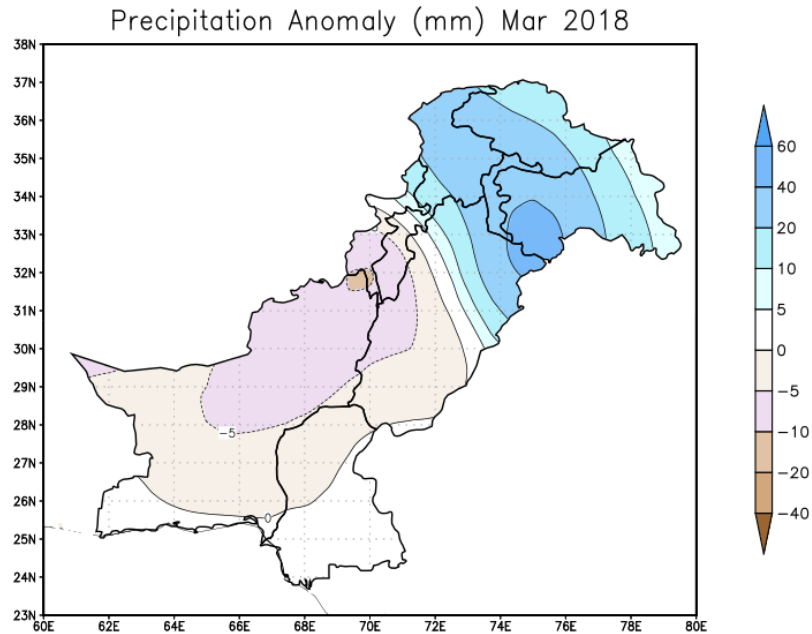 Precipitation Anomaly (mm) Mar 2018
38N
37N
36N
35N
34N
33N
32N
31N
30N
29N
28N
27N
26N
25N
24N
23N
60E 62E 64E 66E 68E 70E 72E 74E 76E 78E 80E
-5
0
60
40
20
10
5
0
-5
-10
-20
-40